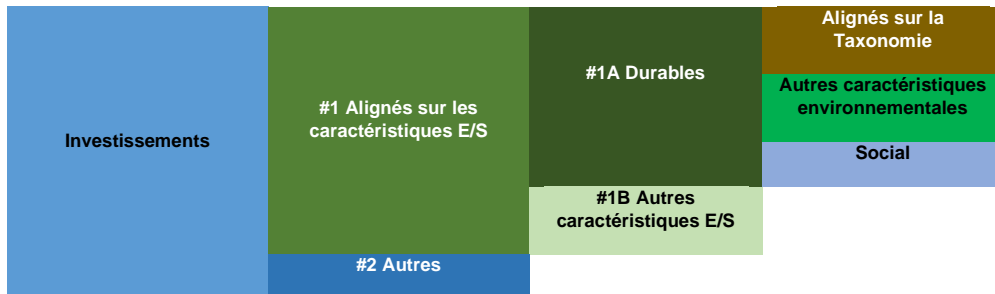 Investissements
#1 Alignés sur les
caractéristiques E/S
#2 Autres
#1A Durables
#1B Autres
caractéristiques E/S
Alignés sur la
Taxonomie
Autres caractéristiques
environnementales
Social